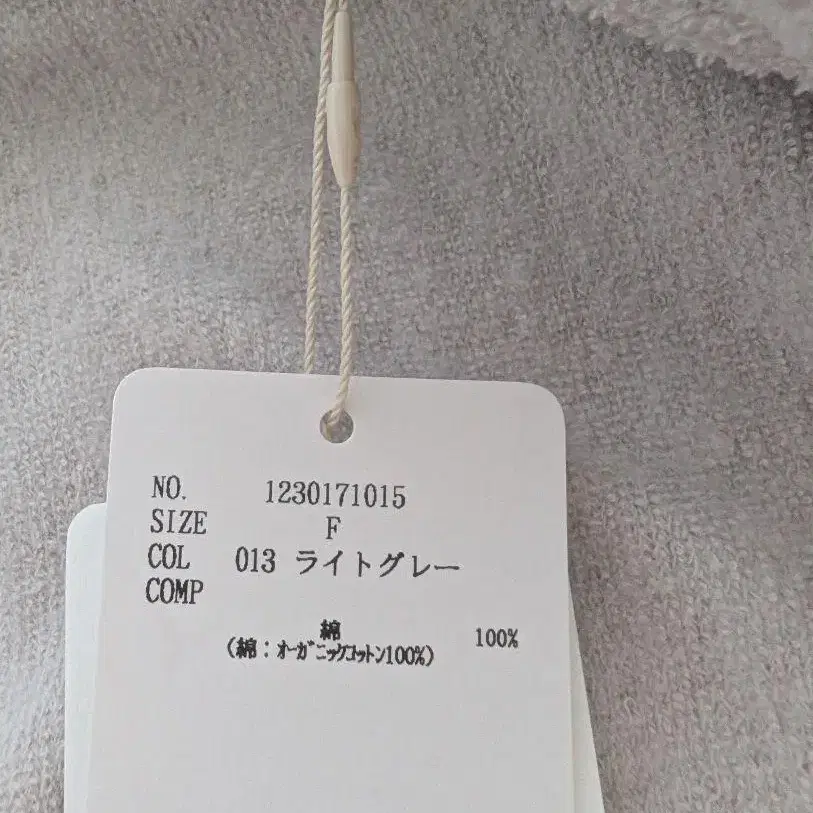 NO. 1230171015
SIZE F
COL 013 ライトグレー
COMP
綿 100%
(綿:オーガニックコットン100%)